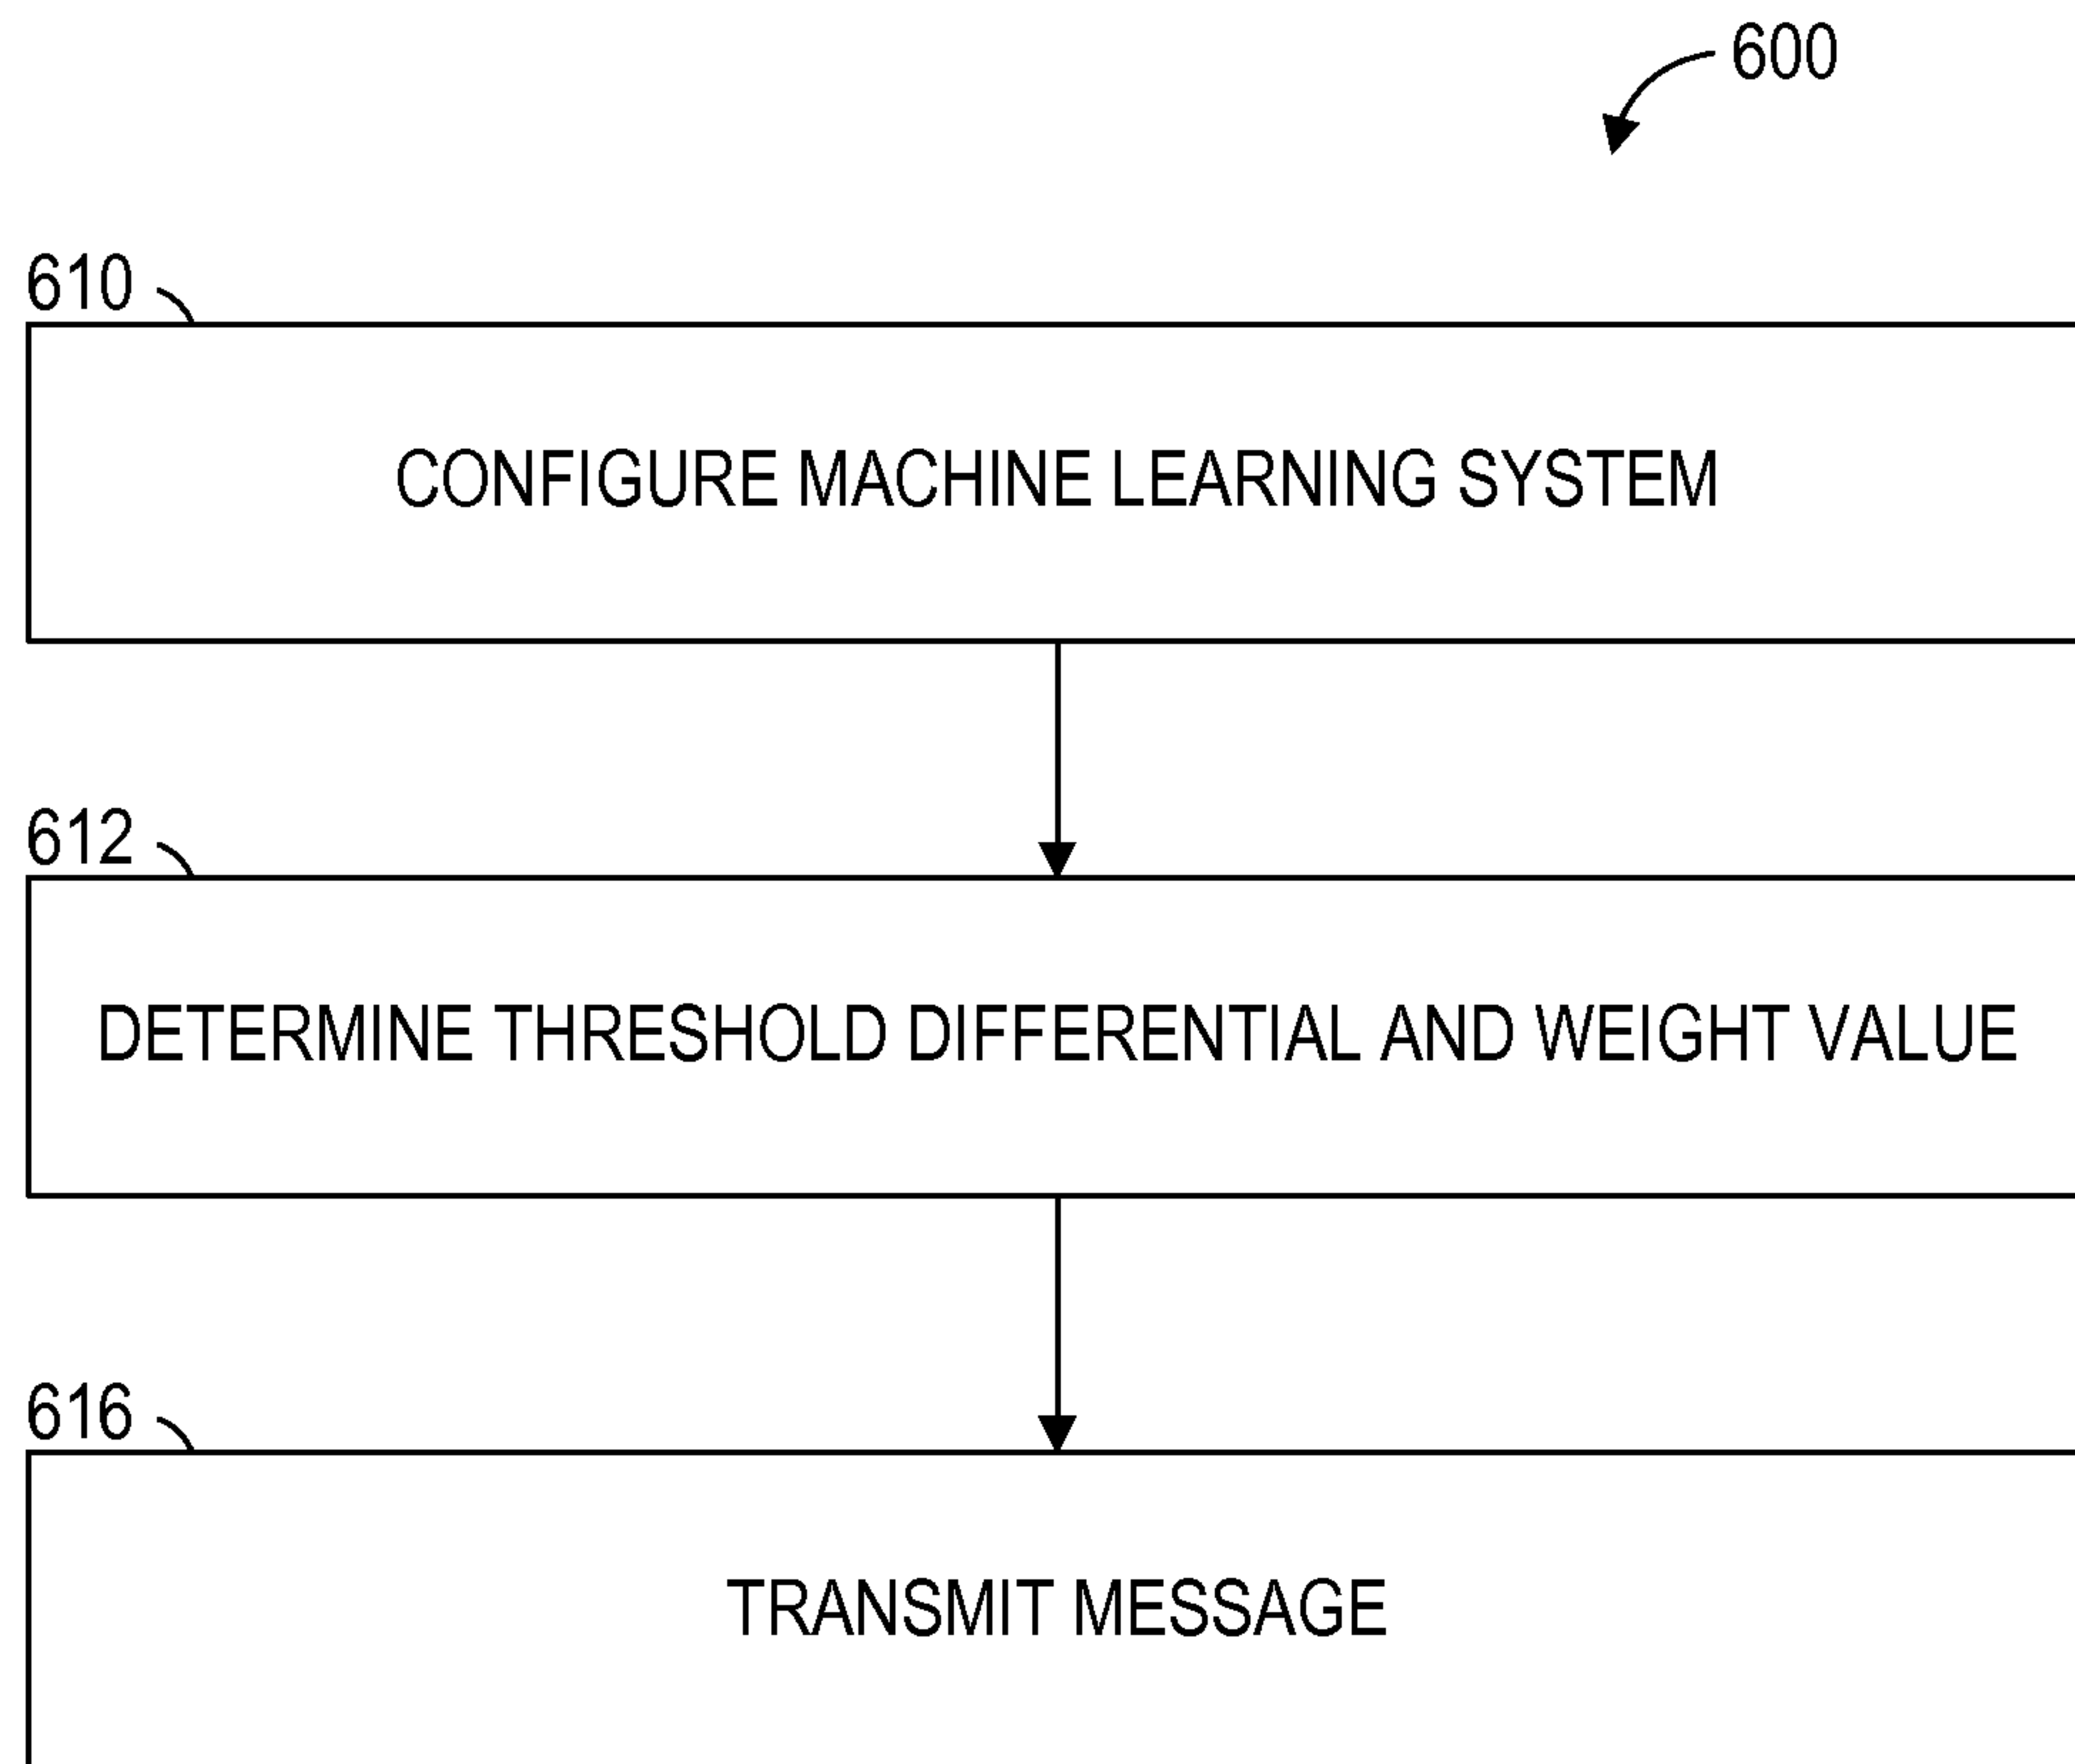 600
610
CONFIGURE MACHINE LEARNING SYSTEM
612
DETERMINE THRESHOLD DIFFERENTIAL AND WEIGHT VALUE
616
TRANSMIT MESSAGE